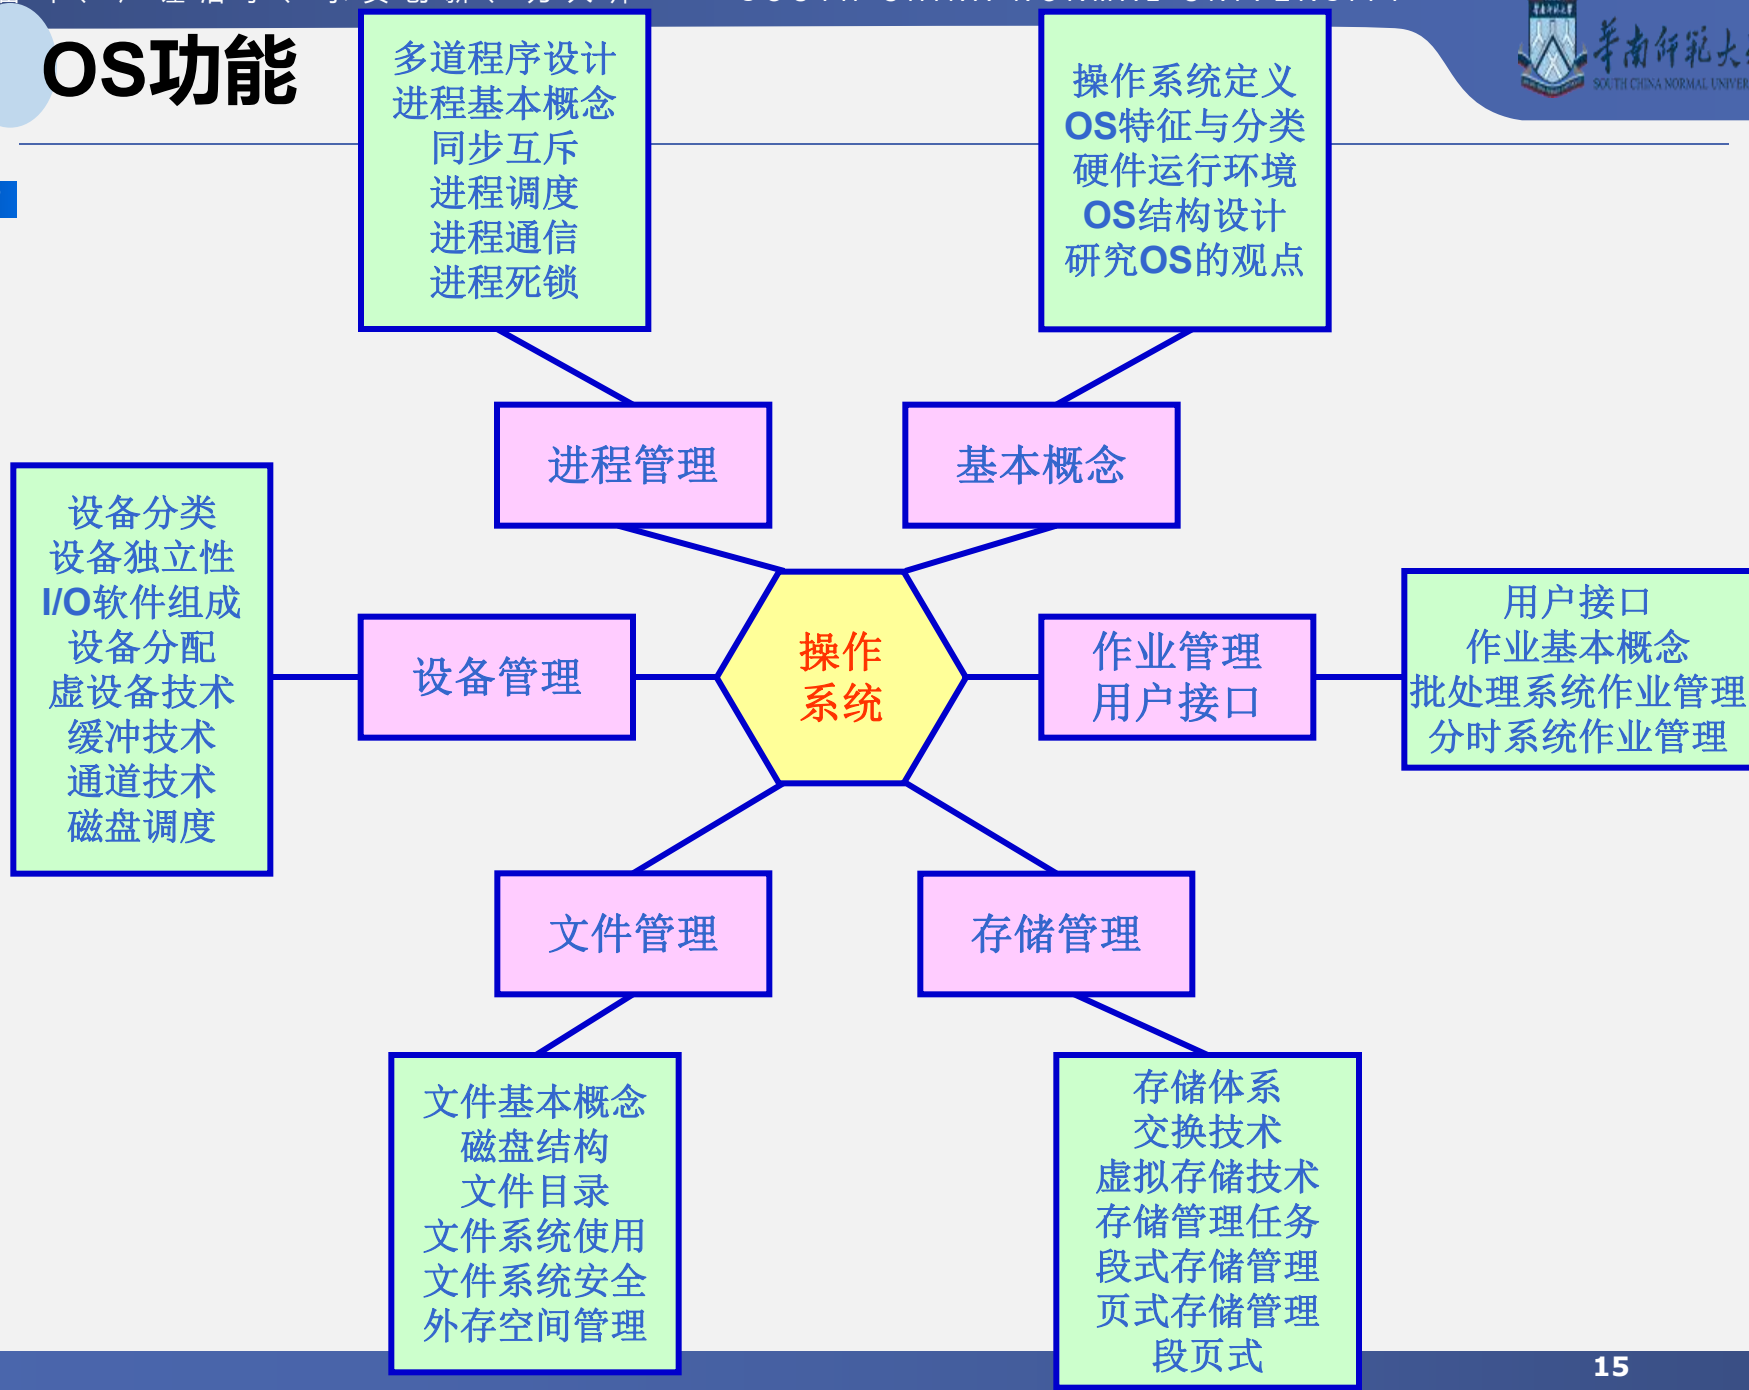 OS功能
多道程序设计
进程基本概念
同步互斥
进程调度
进程通信
进程死锁
操作系统定义
OS特征与分类
硬件运行环境
OS结构设计
研究OS的观点
進程管理
基本概念
设备分类
设备独立性
I/O软件组成
设备分配
虚设备技术
缓冲技术
通道技术
磁盘调度
设备管理
操作
系统
作业管理
用户接口
用户接口
作业基本概念
批处理系统作业管理
分时系统作业管理
文件管理
存储管理
文件基本概念
磁盘结构
文件目录
文件系统使用
文件系统安全
外存空间管理
存储体系
交换技术
虚拟存储技术
存储管理任务
段式存储管理
页式存储管理
段页式
15